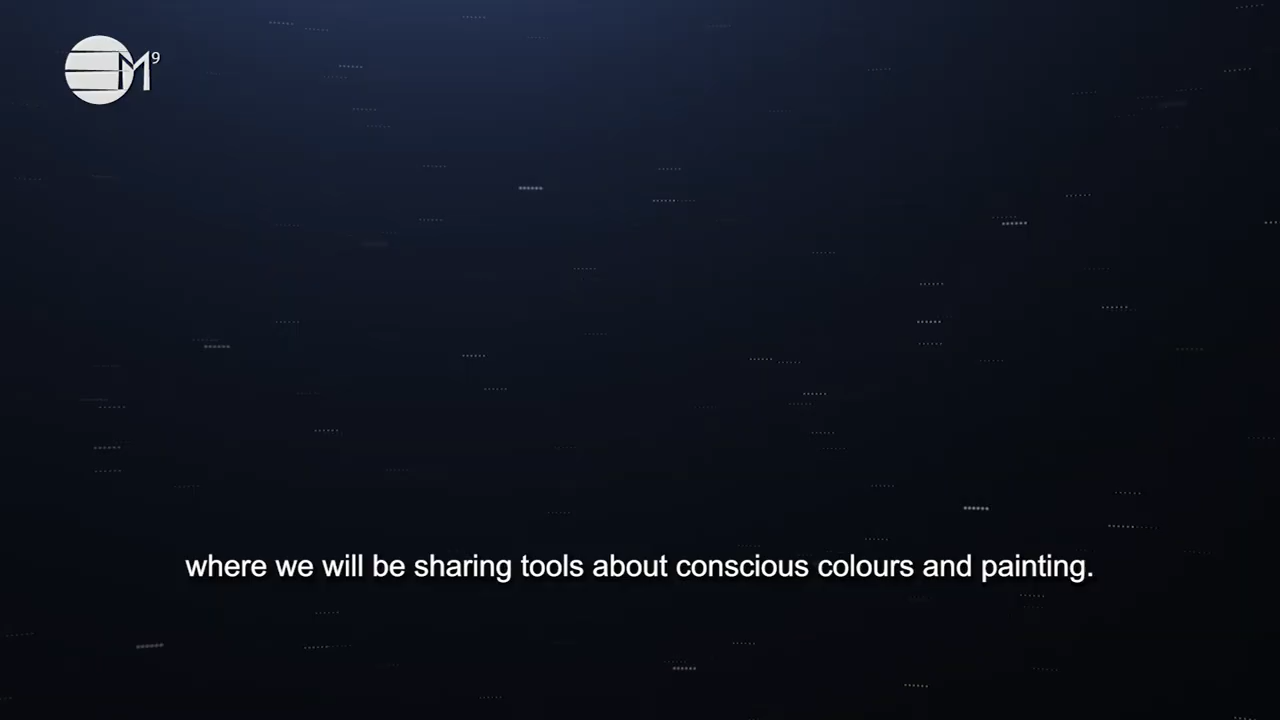 M⁹
where we will be sharing tools about conscious colours and painting.